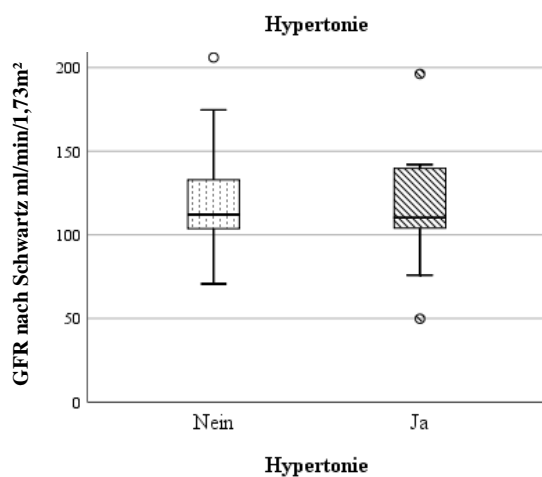 Hypertonie
GFR nach Schwartz ml/min/1,73m²
200
150
100
50
0
Nein
Ja
Hypertonie